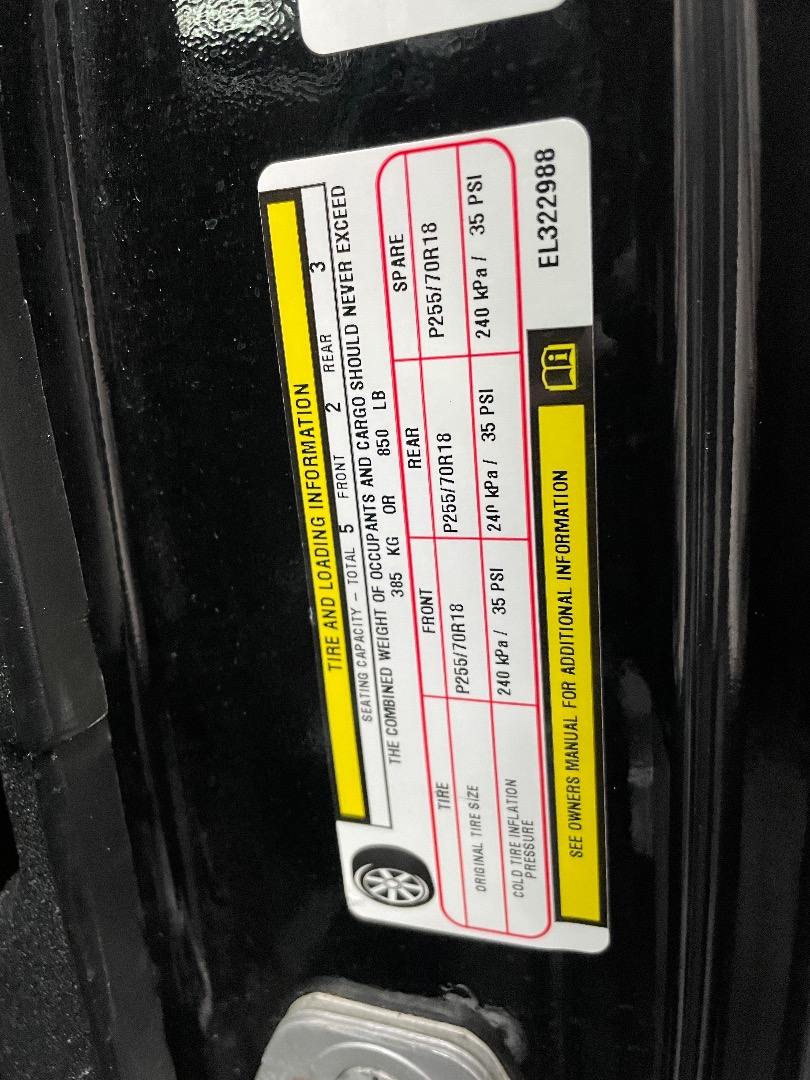 TIRE AND LOADING INFORMATION
SEATING CAPACITY – TOTAL 5 FRONT 2 REAR 3
THE COMBINED WEIGHT OF OCCUPANTS AND CARGO SHOULD NEVER EXCEED
385 KG OR 850 LB
TIRE FRONT REAR SPARE
ORIGINAL TIRE SIZE P255/70R18 P255/70R18 P255/70R18
COLD TIRE INFLATION PRESSURE 240 kPa / 35 PSI 240 kPa / 35 PSI 240 kPa / 35 PSI
SEE OWNERS MANUAL FOR ADDITIONAL INFORMATION
EL322988